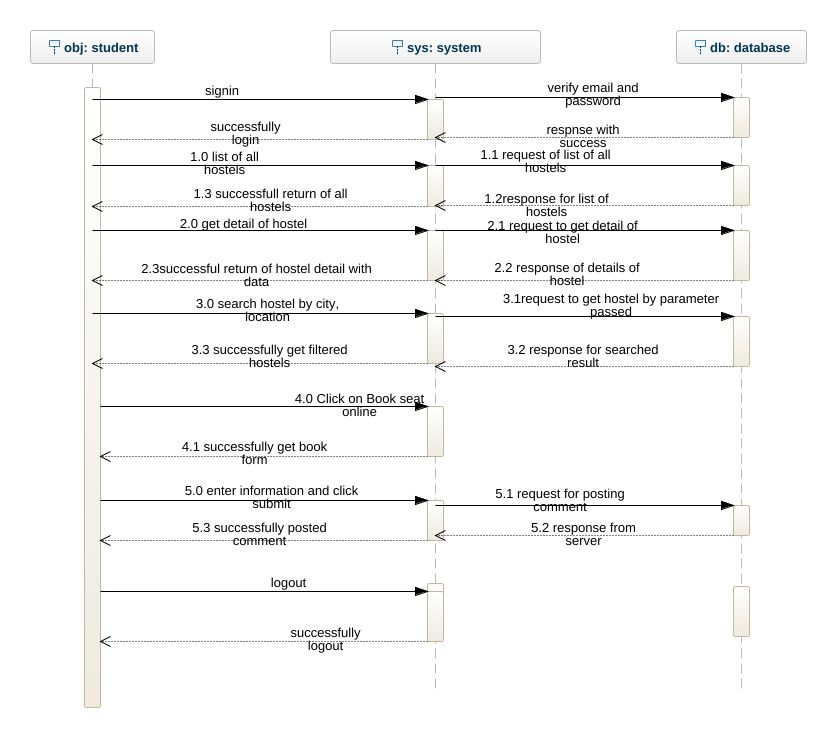 obj: student
sys: system
db: database
signin
verify email and
password
successfully
login
respnse with
success
1.0 list of all
hostels
1.1 request of list of all
hostels
1.3 successfull return of all
hostels
1.2response for list of
hostels
2.0 get detail of hostel
2.1 request to get detail of
hostel
2.3successful return of hostel detail with
data
2.2 response of details of
hostel
3.0 search hostel by city,
location
3.1request to get hostel by parameter
passed
3.3 successfully get filtered
hostels
3.2 response for searched
result
4.0 Click on Book seat
online
4.1 successfully get book
form
5.0 enter information and click
submit
5.1 request for posting
comment
5.3 successfully posted
comment
5.2 response from
server
logout
successfully
logout